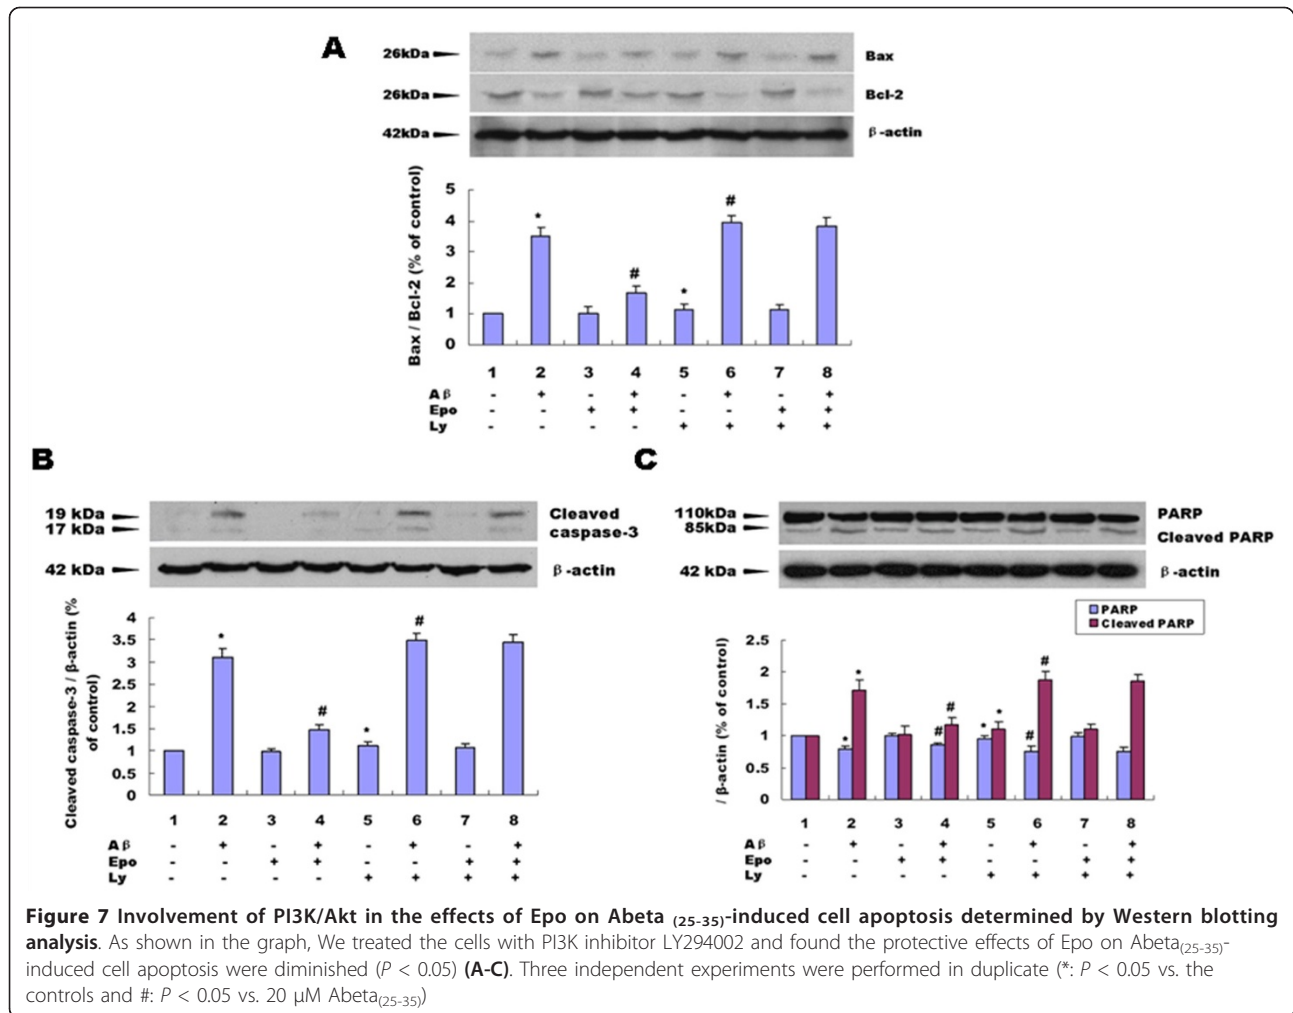 A
26kDa
Bax
26kDa
Bcl-2
42kDa
β-actin
Bax / Bcl-2 (% of control)
5
4
3
2
1
0
* # * #
1 2 3 4 5 6 7 8
Aβ - + - + - + - +
Epo - - + + - - + +
Ly - - - - + + + +
B
19 kDa
17 kDa
Cleaved
caspase-3
42 kDa
β-actin
Cleaved caspase-3 / β-actin (%
of control)
4
3.5
3
2.5
2
1.5
1
0.5
0
* # * #
1 2 3 4 5 6 7 8
Aβ - + - + - + - +
Epo - - + + - - + +
Ly - - - - + + + +
C
110kDa
PARP
85kDa
Cleaved PARP
42 kDa
β-actin
PARP
Cleaved PARP
/ β-actin (% of control)
2.5
2
1.5
1
0.5
0
* * # # * * # #
1 2 3 4 5 6 7 8
Aβ - + - + - + - +
Epo - - + + - - + +
Ly - - - - + + + +
Figure 7 Involvement of PI3K/Akt in the effects of Epo on Abeta (25-35)-induced cell apoptosis determined by Western blotting
analysis. As shown in the graph, We treated the cells with PI3K inhibitor LY294002 and found the protective effects of Epo on Abeta(25-35)-
induced cell apoptosis were diminished (P < 0.05) (A-C). Three independent experiments were performed in duplicate (*: P < 0.05 vs. the
controls and #: P < 0.05 vs. 20 μM Abeta(25-35))